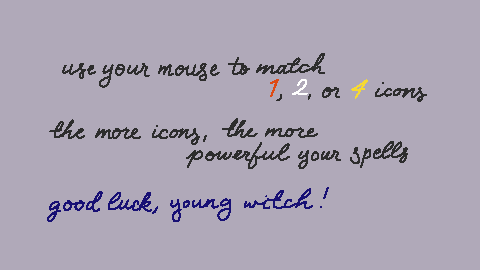 use your mouse to match
1, 2, or 4 icons
the more icons, the more
powerful your spells
good luck, young witch!